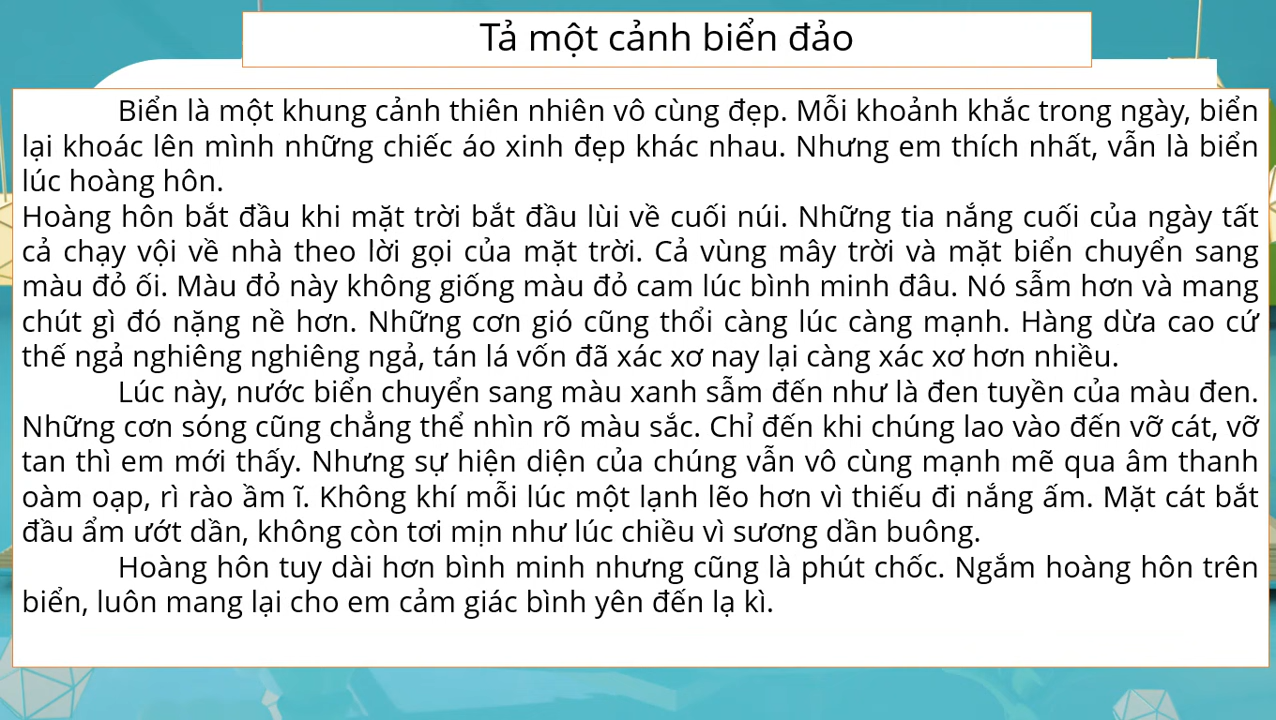 Tả một cảnh biển đảo
Biển là một khung cảnh thiên nhiên vô cùng đẹp. Mỗi khoảnh khắc trong ngày, biển
lại khoác lên mình những chiếc áo xinh đẹp khác nhau. Nhưng em thích nhất, vẫn là biển
lúc hoàng hôn.
Hoàng hôn bắt đầu khi mặt trời bắt đầu lùi về cuối núi. Những tia nắng cuối của ngày tất
cả chạy vội về nhà theo lời gọi của mặt trời. Cả vùng mây trời và mặt biển chuyển sang
màu đỏ ối. Màu đỏ này không giống màu đỏ cam lúc bình minh đâu. Nó sẫm hơn và mang
chút gì đó nặng nề hơn. Những cơn gió cũng thổi càng lúc càng mạnh. Hàng dừa cao cứ
thế ngả nghiêng nghiêng ngả, tán lá vốn đã xác xơ nay lại càng xác xơ hơn nhiều.
Lúc này, nước biển chuyển sang màu xanh sẫm đến như là đen tuyền của màu đen.
Những cơn sóng cũng chẳng thể nhìn rõ màu sắc. Chỉ đến khi chúng lao vào đến vỡ cát, vỡ
tan thì em mới thấy. Nhưng sự hiện diện của chúng vẫn vô cùng mạnh mẽ qua âm thanh
oàm oạp, rì rào ầm ĩ. Không khí mỗi lúc một lạnh lẽo hơn vì thiếu đi nắng ấm. Mặt cát bắt
đầu ẩm ướt dần, không còn tơi mịn như lúc chiều vì sương dần buông.
Hoàng hôn tuy dài hơn bình minh nhưng cũng là phút chốc. Ngắm hoàng hôn trên
biển, luôn mang lại cho em cảm giác bình yên đến lạ kì.